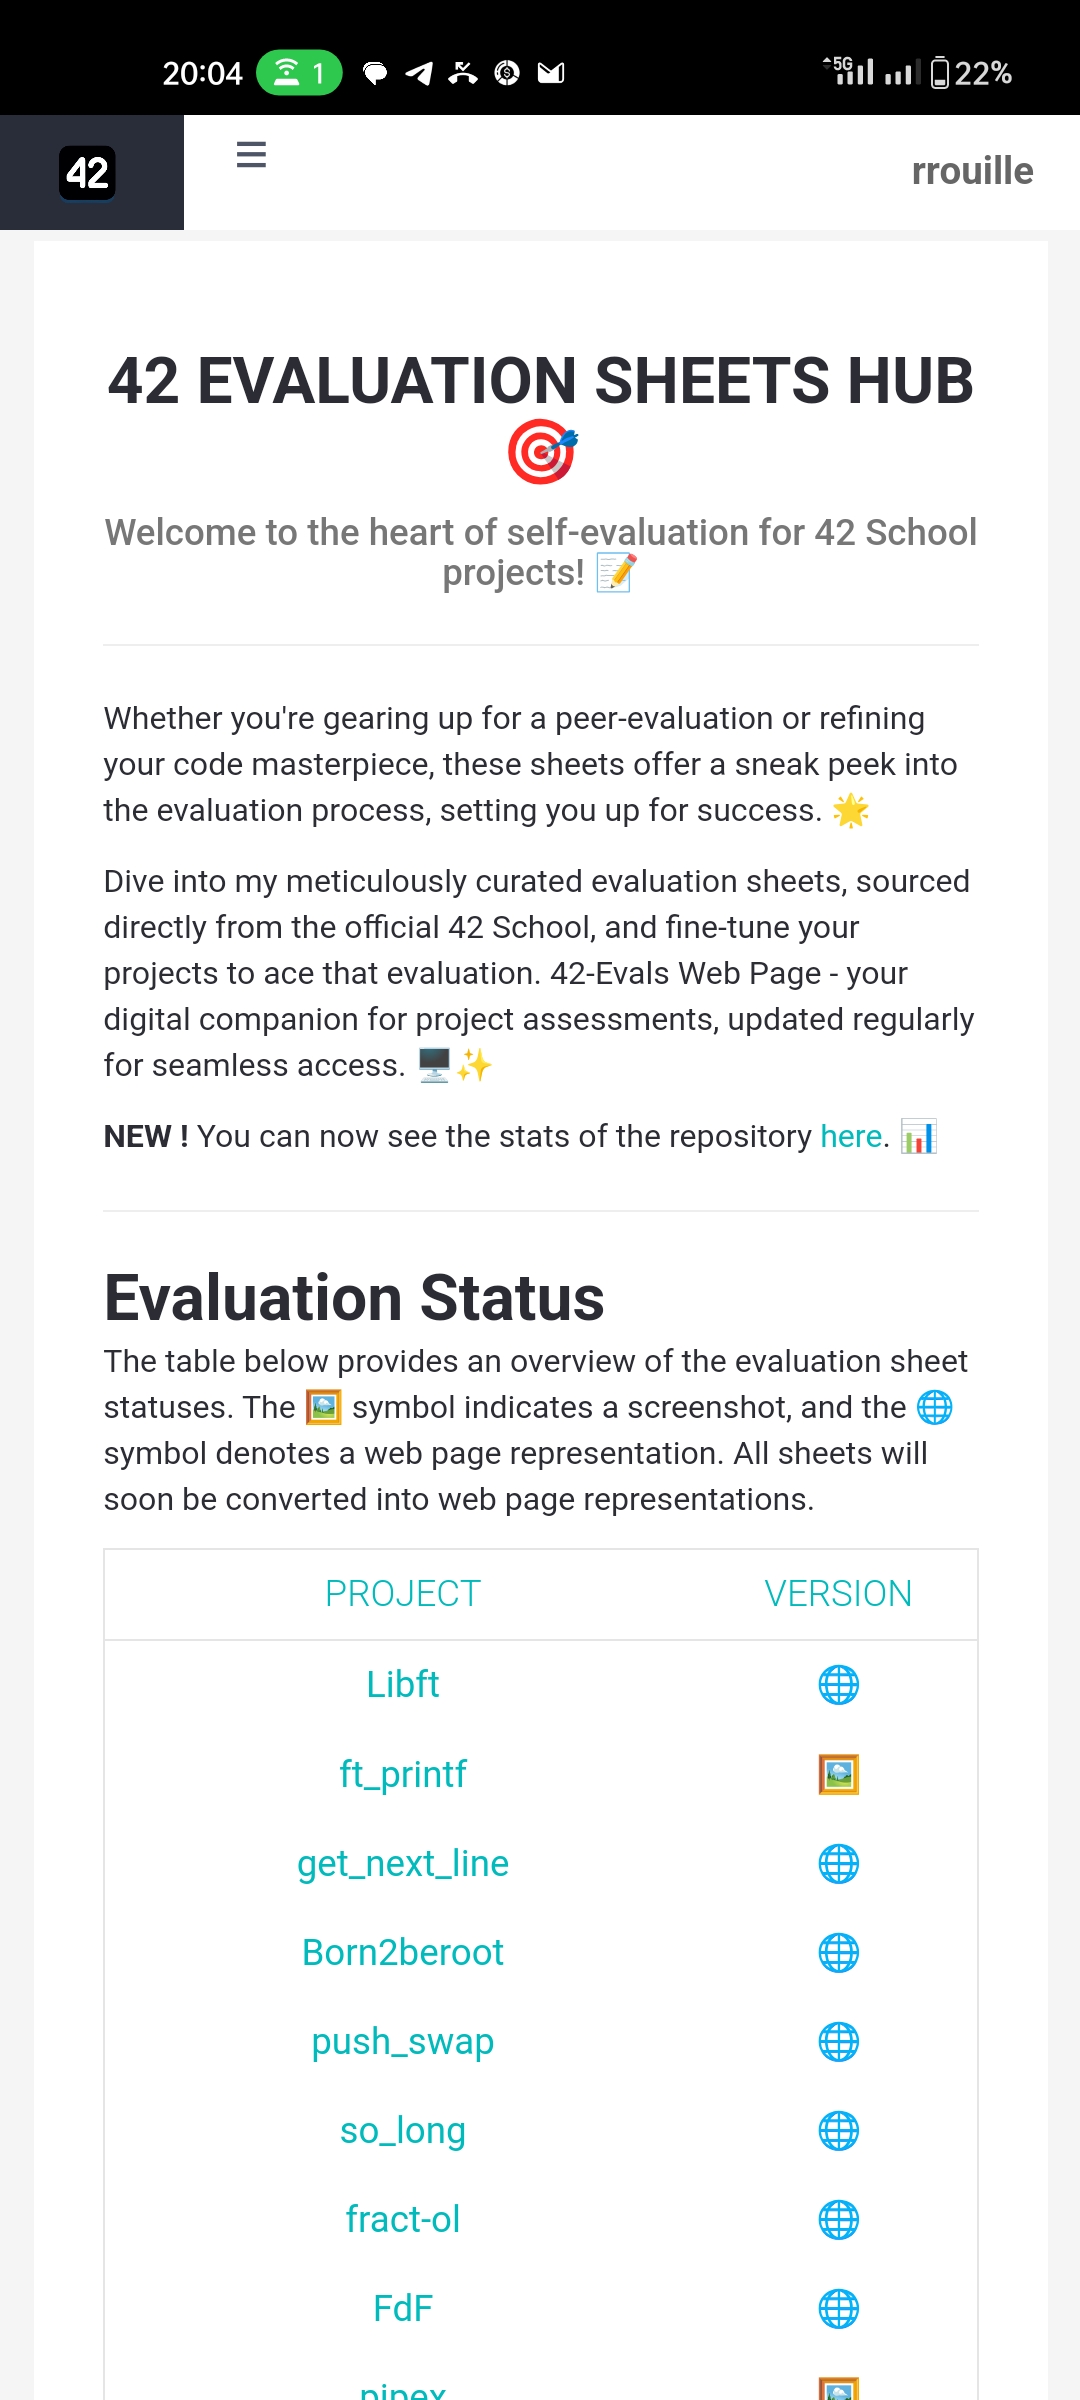 20:04 1 5G 22%
42 rrouille
42 EVALUATION SHEETS HUB
🎯
Welcome to the heart of self-evaluation for 42 School
projects! 📝
Whether you're gearing up for a peer-evaluation or refining
your code masterpiece, these sheets offer a sneak peek into
the evaluation process, setting you up for success. 🌟
Dive into my meticulously curated evaluation sheets, sourced
directly from the official 42 School, and fine-tune your
projects to ace that evaluation. 42-Evals Web Page - your
digital companion for project assessments, updated regularly
for seamless access. 🖥️✨
NEW ! You can now see the stats of the repository here. 📊
Evaluation Status
The table below provides an overview of the evaluation sheet
statuses. The 🖼️ symbol indicates a screenshot, and the 🌐
symbol denotes a web page representation. All sheets will
soon be converted into web page representations.
PROJECT VERSION
Libft 🌐
ft_printf 🖼️
get_next_line 🌐
Born2beroot 🌐
push_swap 🌐
so_long 🌐
fract-ol 🌐
FdF 🌐
pipex 🖼️